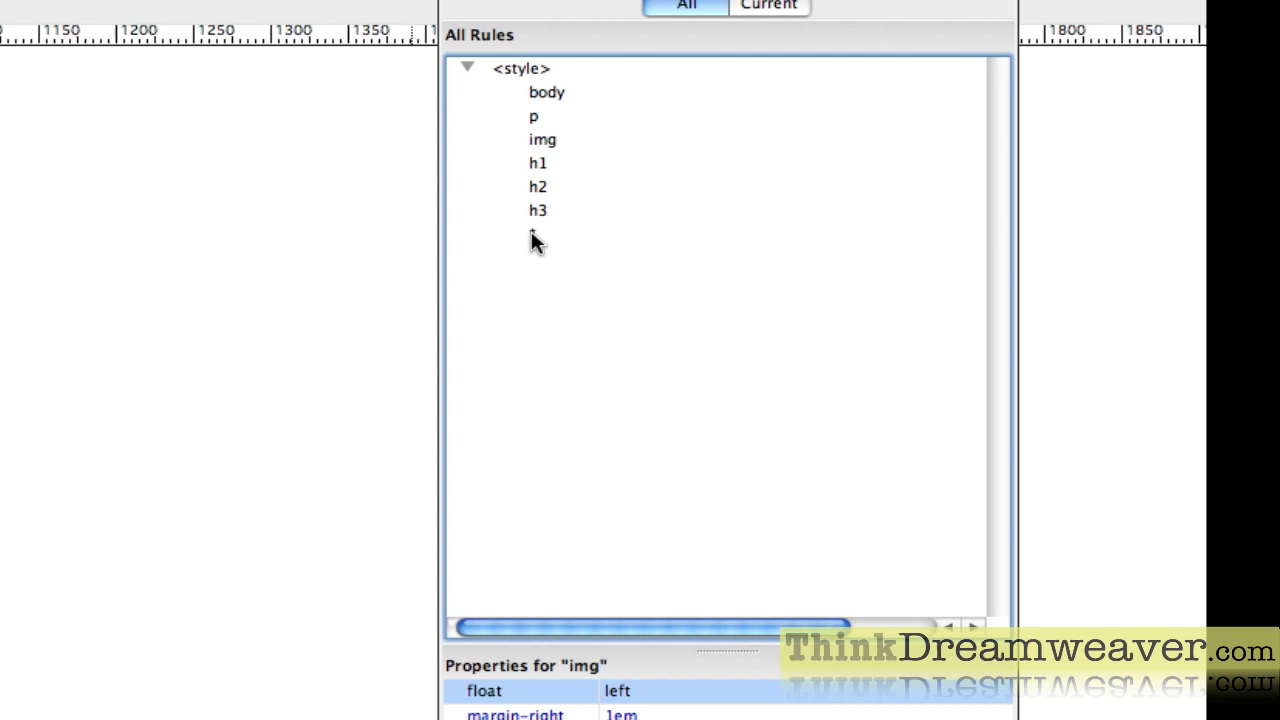 All Current
1150 1200 1250 1300 1350 1800 1850
All Rules
<style>
body
p
img
h1
h2
h3
ThinkDreamweaver.com
Properties for "img"
float left
margin-right 1em